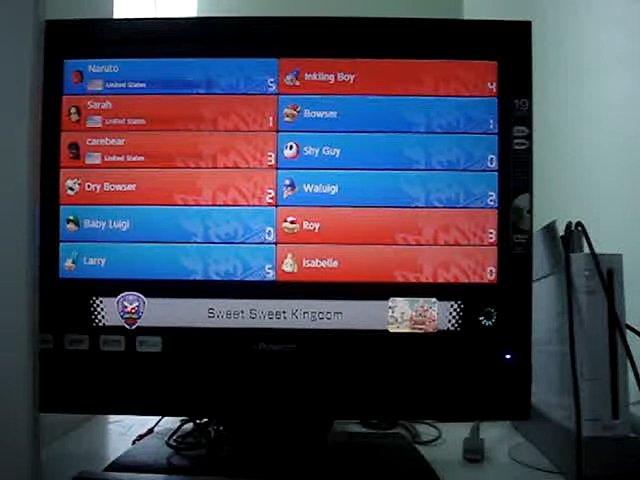 Naruto
United States
5
Inkling Boy
4
Sarah
United States
1
Bowser
1
carebear
United States
3
Shy Guy
0
Dry Bowser
2
Waluigi
2
Baby Luigi
0
Roy
3
Larry
5
Isabelle
0
Sweet Sweet Kingdom
19